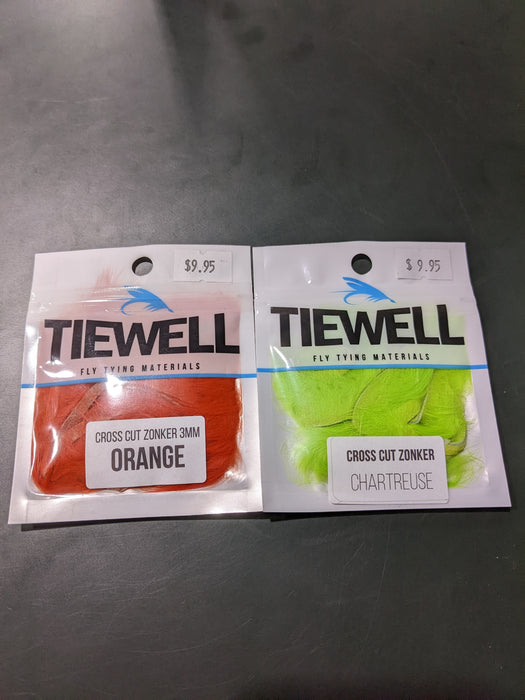 $9.95
TIEWELL
FLY TYING MATERIALS
CROSS CUT ZONKER 3MM
ORANGE
$ 9.95
TIEWELL
FLY TYING MATERIALS
CROSS CUT ZONKER
CHARTREUSE